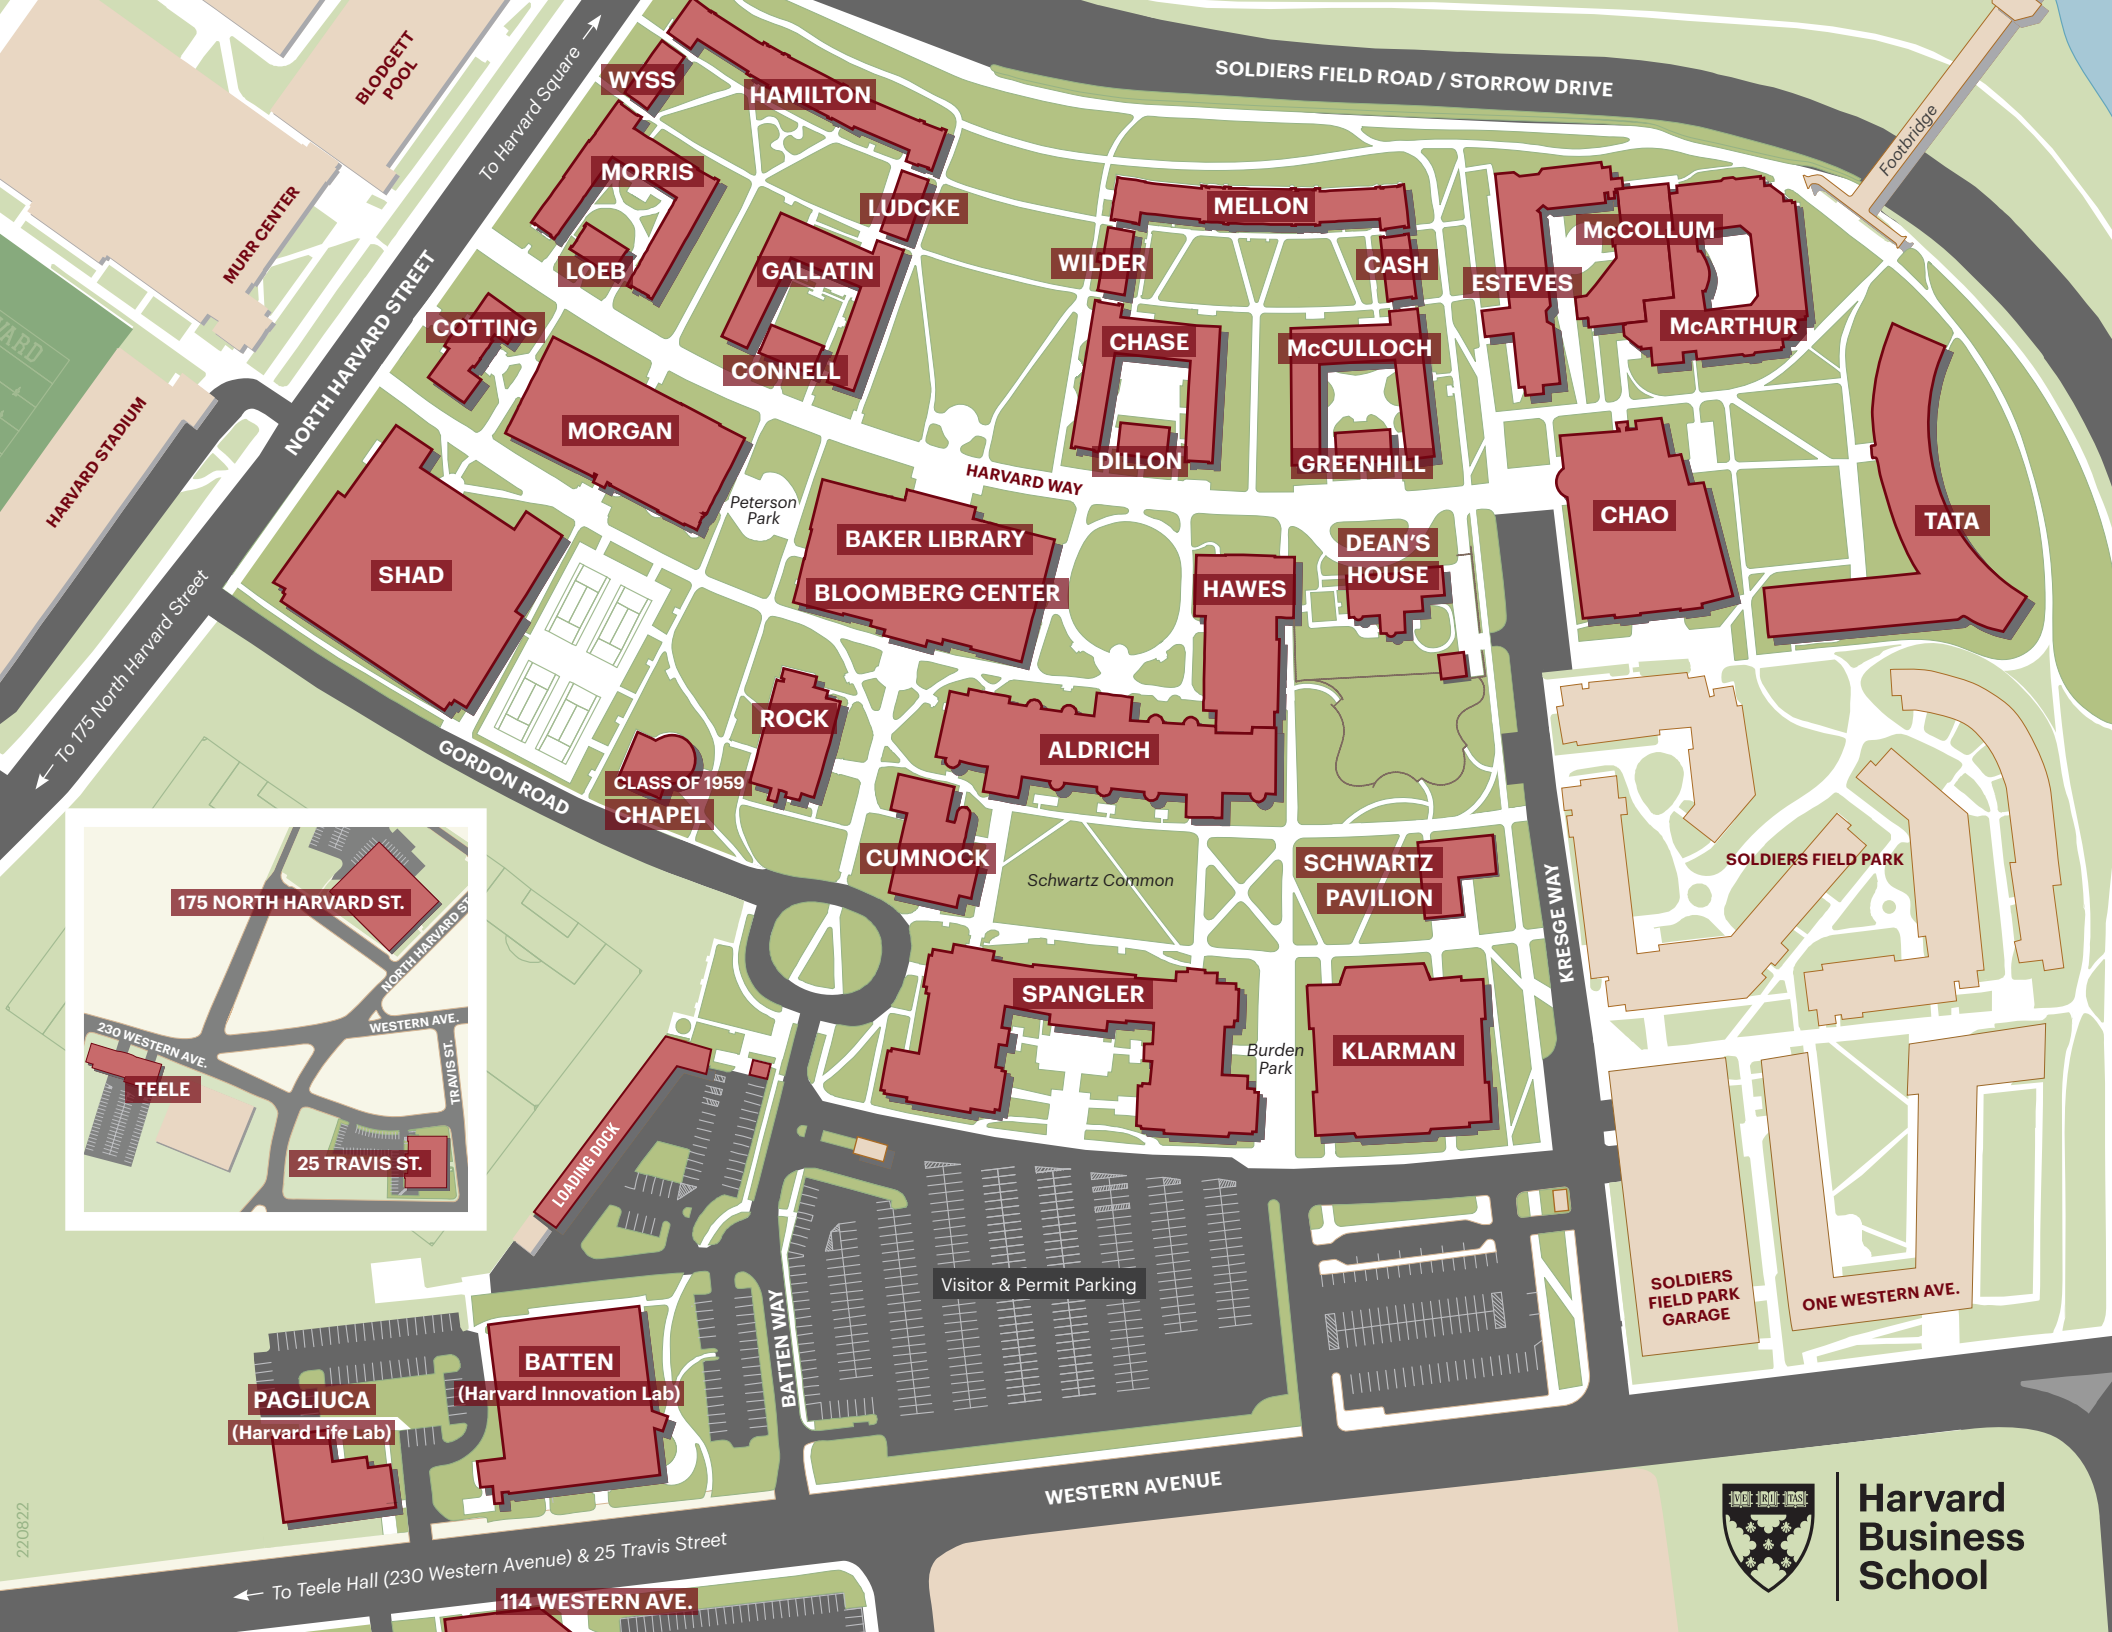 BLODGETT
POOL
To Harvard Square
WYSS
HAMILTON
SOLDIERS FIELD ROAD / STORROW DRIVE
Footbridge
MORRIS
LUDCKE
MELLON
McCOLLUM
MURR CENTER
LOEB
GALLATIN
WILDER
CASH
ESTEVES
COTTING
CHASE
McCULLOCH
McARTHUR
NORTH HARVARD STREET
CONNELL
HARVARD STADIUM
MORGAN
DILLON
GREENHILL
HARVARD WAY
Peterson
Park
CHAO
TATA
BAKER LIBRARY
BLOOMBERG CENTER
DEAN'S
HOUSE
HAWES
SHAD
To 175 North Harvard Street
ROCK
ALDRICH
GORDON ROAD
CLASS OF 1959
CHAPEL
CUMNOCK
Schwartz Common
SCHWARTZ
PAVILION
SOLDIERS FIELD PARK
KRESGE WAY
175 NORTH HARVARD ST.
NORTH HARVARD ST.
WESTERN AVE.
230 WESTERN AVE.
TRAVIS ST.
TEELE
25 TRAVIS ST.
SPANGLER
Burden
Park
KLARMAN
LOADING DOCK
Visitor & Permit Parking
BATTEN WAY
SOLDIERS
FIELD PARK
GARAGE
ONE WESTERN AVE.
BATTEN
(Harvard Innovation Lab)
PAGLIUCA
(Harvard Life Lab)
WESTERN AVENUE
220822
To Teele Hall (230 Western Avenue) & 25 Travis Street
114 WESTERN AVE.
VE RI TAS
Harvard
Business
School